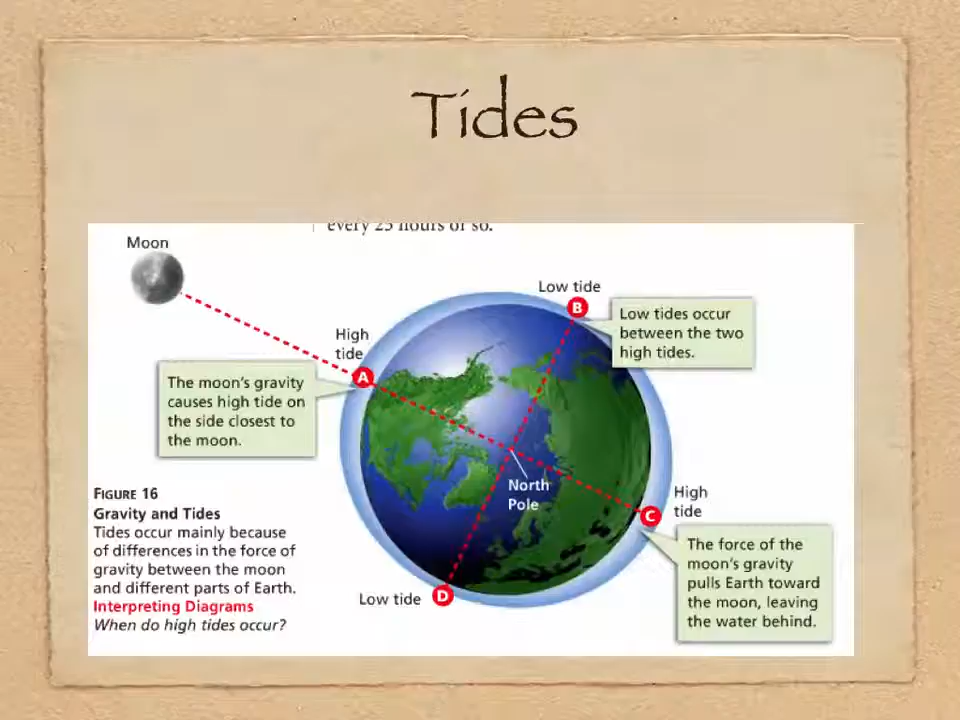 Tides
every 25 hours or so.
Moon
Low tide
B
Low tides occur
between the two
high tides.
High
tide
A
The moon's gravity
causes high tide on
the side closest to
the moon.
North
Pole
High
tide
C
The force of the
moon's gravity
pulls Earth toward
the moon, leaving
the water behind.
Low tide
D
FIGURE 16
Gravity and Tides
Tides occur mainly because
of differences in the force of
gravity between the moon
and different parts of Earth.
Interpreting Diagrams
When do high tides occur?